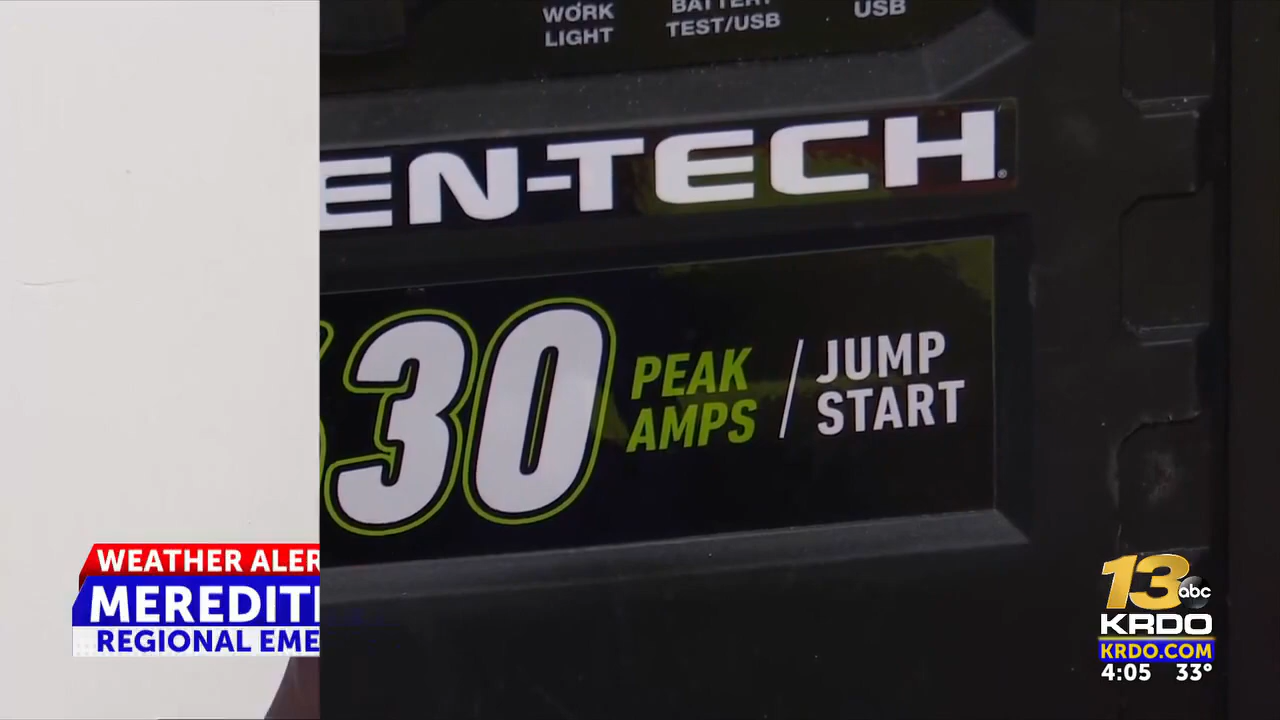 WORK
LIGHT
BATTERY
TEST/USB
USB
EN-TECH®
30
PEAK
AMPS
/
JUMP
START
WEATHER ALER
MEREDIT
REGIONAL EME
13
abc
KRDO
KRDO.COM
4:05 33°